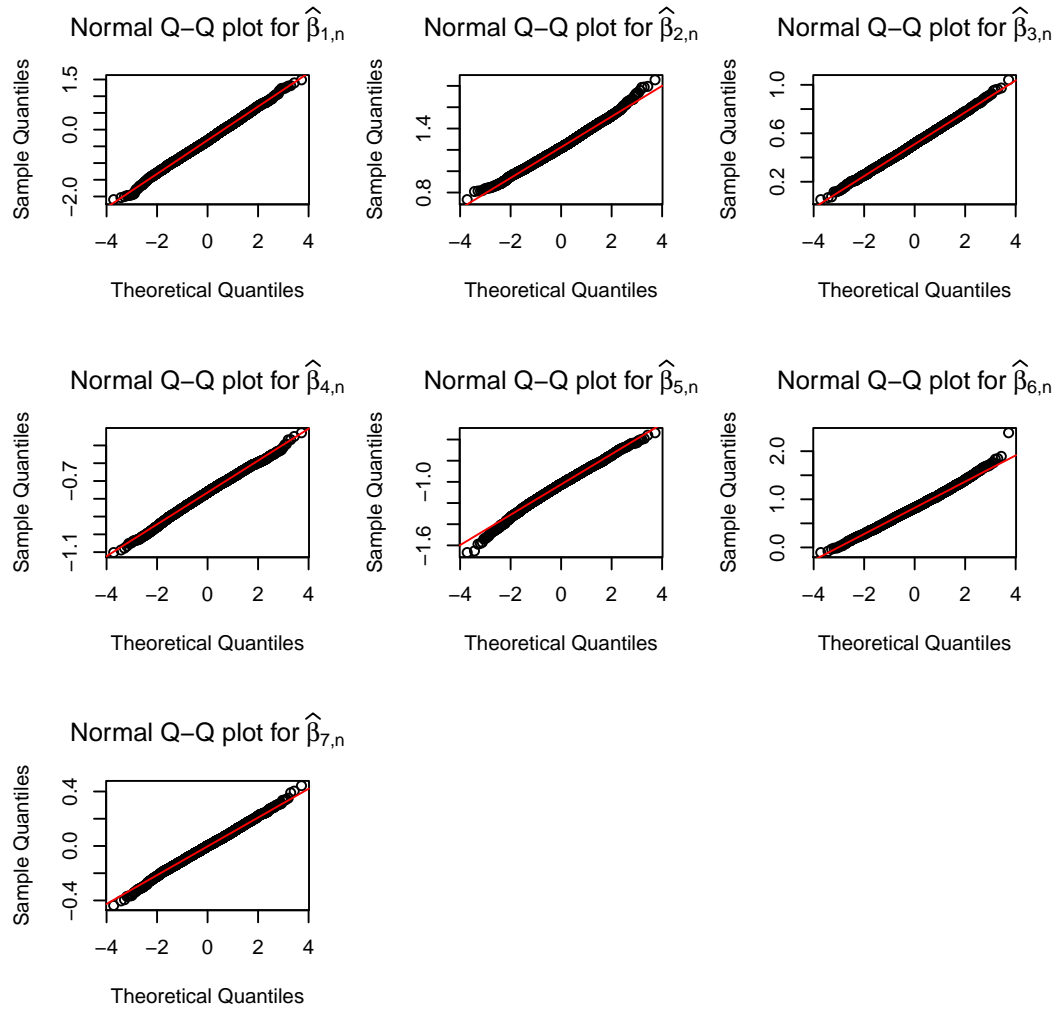 Normal Q−Q plot for β̂1,n
Sample Quantiles
−2.0 0.0 1.5
−4 −2 0 2 4
Theoretical Quantiles
Normal Q−Q plot for β̂2,n
Sample Quantiles
0.8 1.4
−4 −2 0 2 4
Theoretical Quantiles
Normal Q−Q plot for β̂3,n
Sample Quantiles
0.2 0.6 1.0
−4 −2 0 2 4
Theoretical Quantiles
Normal Q−Q plot for β̂4,n
Sample Quantiles
−1.1 −0.7
−4 −2 0 2 4
Theoretical Quantiles
Normal Q−Q plot for β̂5,n
Sample Quantiles
−1.6 −1.0
−4 −2 0 2 4
Theoretical Quantiles
Normal Q−Q plot for β̂6,n
Sample Quantiles
0.0 1.0 2.0
−4 −2 0 2 4
Theoretical Quantiles
Normal Q−Q plot for β̂7,n
Sample Quantiles
−0.4 0.0 0.4
−4 −2 0 2 4
Theoretical Quantiles